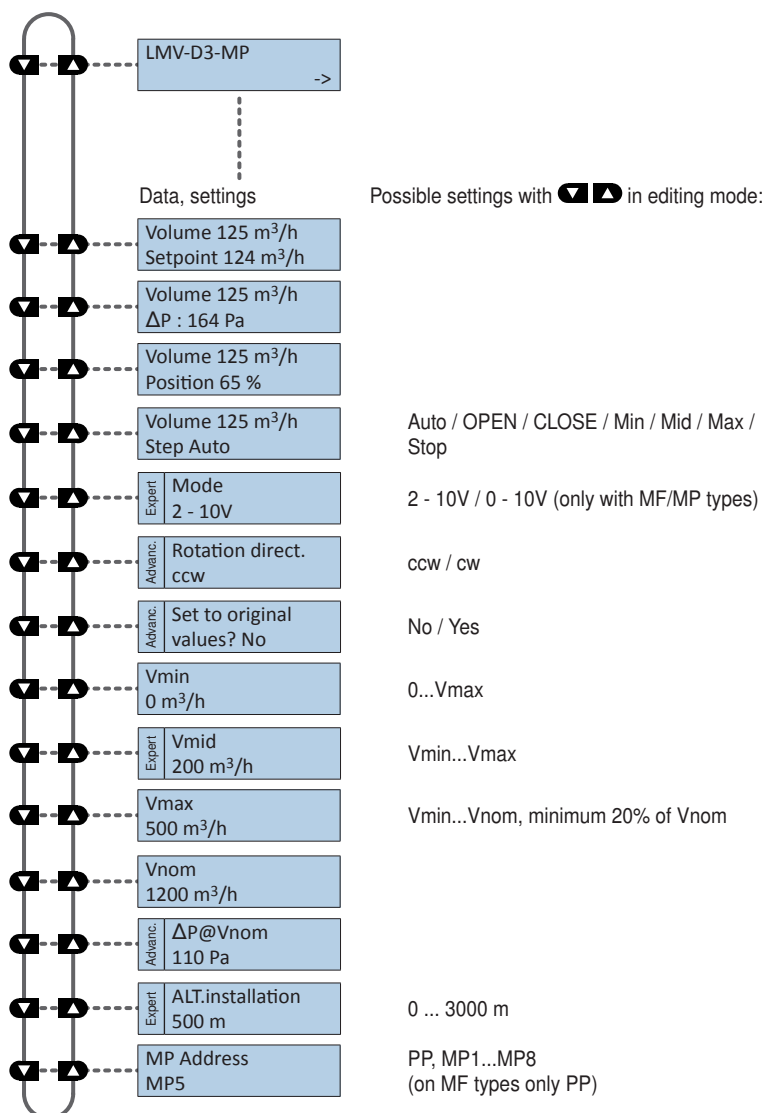 LMV-D3-MP
->
Data, settings
Possible settings with in editing mode:
Volume 125 m³/h
Setpoint 124 m³/h
Volume 125 m³/h
ΔP : 164 Pa
Volume 125 m³/h
Position 65 %
Volume 125 m³/h
Step Auto
Auto / OPEN / CLOSE / Min / Mid / Max /
Stop
Expert
Mode
2 - 10V
2 - 10V / 0 - 10V (only with MF/MP types)
Advanc.
Rotation direct.
ccw
ccw / cw
Advanc.
Set to original
values? No
No / Yes
Vmin
0 m³/h
0...Vmax
Expert
Vmid
200 m³/h
Vmin...Vmax
Vmax
500 m³/h
Vmin...Vnom, minimum 20% of Vnom
Vnom
1200 m³/h
Advanc.
ΔP@Vnom
110 Pa
Expert
ALT.installation
500 m
0 ... 3000 m
MP Address
MP5
PP, MP1...MP8
(on MF types only PP)